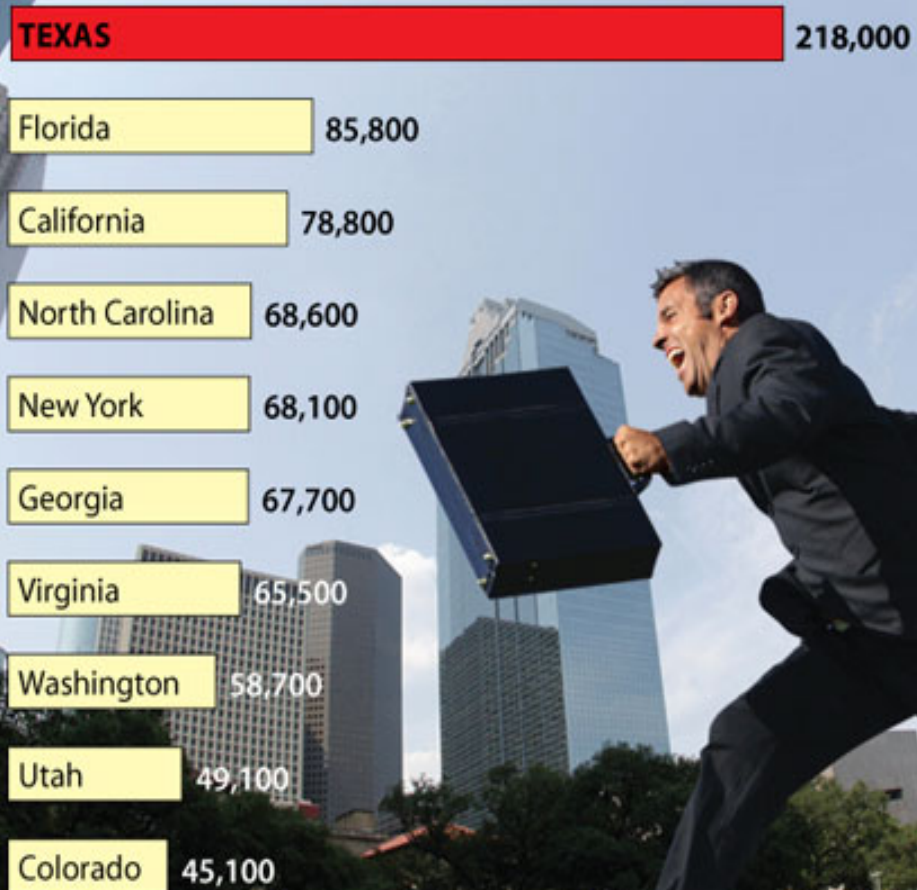 TEXAS 218,000
Florida 85,800
California 78,800
North Carolina 68,600
New York 68,100
Georgia 67,700
Virginia 65,500
Washington 58,700
Utah 49,100
Colorado 45,100